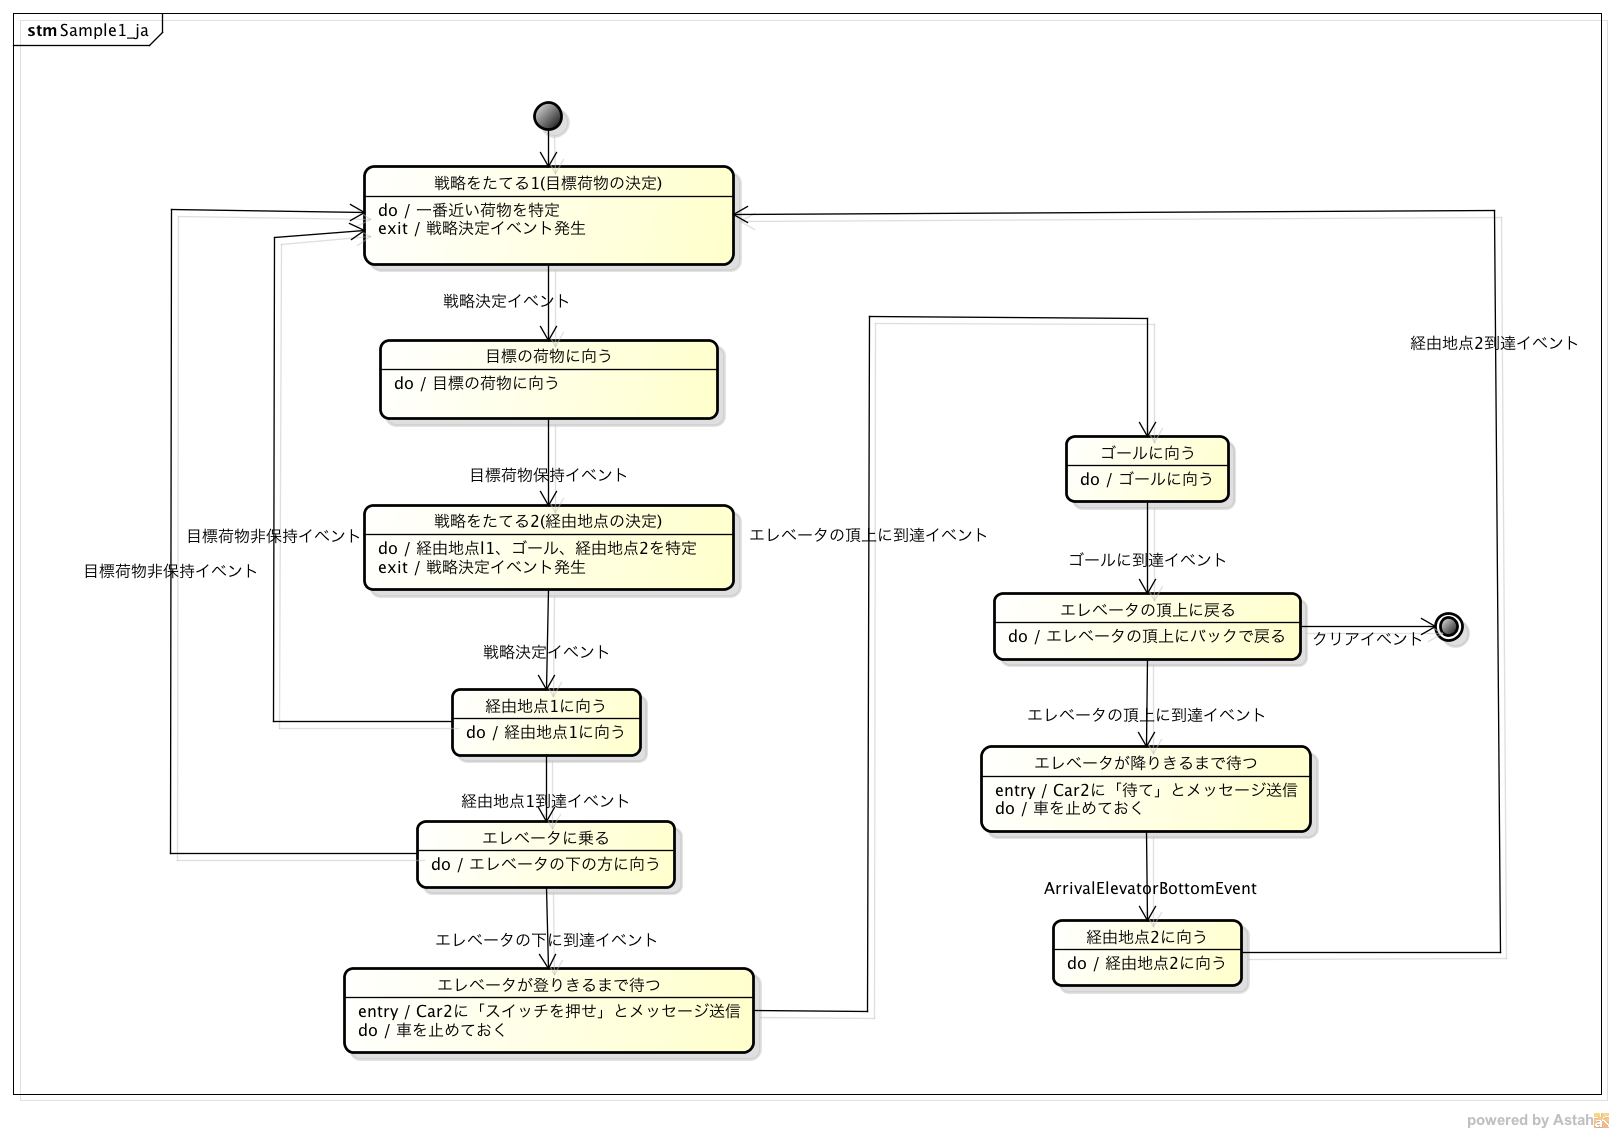 stm Sample1_ja
戦略をたてる1(目標荷物の決定)
do / 一番近い荷物を特定
exit / 戦略決定イベント発生
戦略決定イベント
目標の荷物に向う
do / 目標の荷物に向う
目標荷物保持イベント
戦略をたてる2(経由地点の決定)
do / 経由地点l1、ゴール、経由地点2を特定
exit / 戦略決定イベント発生
目標荷物非保持イベント
目標荷物非保持イベント
戦略決定イベント
経由地点1に向う
do / 経由地点1に向う
経由地点1到達イベント
エレベータに乗る
do / エレベータの下の方に向う
エレベータの下に到達イベント
エレベータが登りきるまで待つ
entry / Car2に「スイッチを押せ」とメッセージ送信
do / 車を止めておく
エレベータの頂上に到達イベント
ゴールに向う
do / ゴールに向う
ゴールに到達イベント
エレベータの頂上に戻る
do / エレベータの頂上にバックで戻る
クリアイベント
エレベータの頂上に到達イベント
エレベータが降りきるまで待つ
entry / Car2に「待て」とメッセージ送信
do / 車を止めておく
ArrivalElevatorBottomEvent
経由地点2に向う
do / 経由地点2に向う
経由地点2到達イベント
powered by Astah